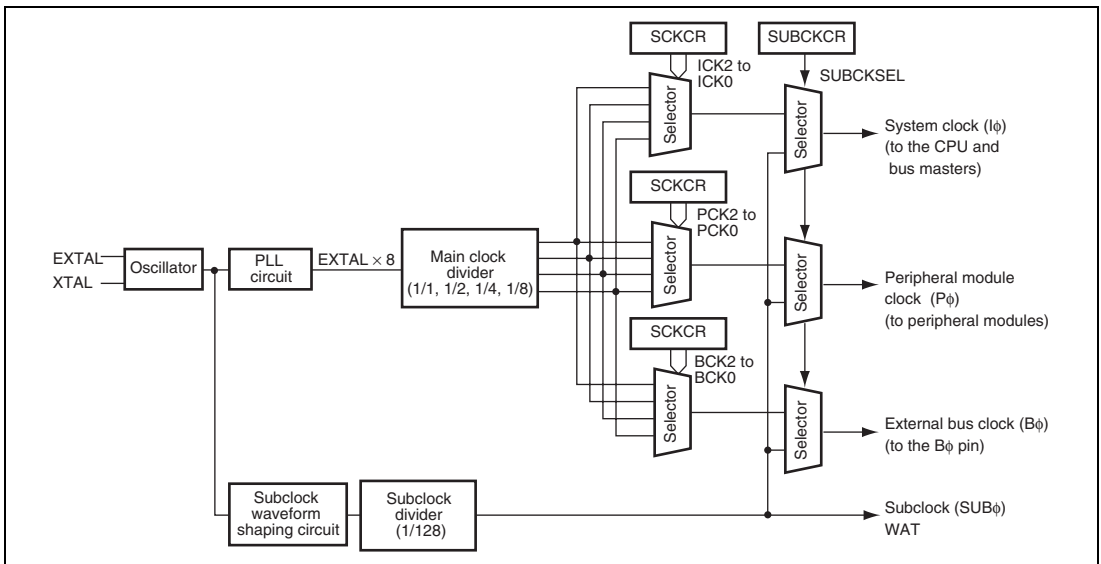 SCKCR
SUBCKCR
ICK2 to
ICK0
SUBCKSEL
Selector
Selector
System clock (Iϕ)
(to the CPU and
bus masters)
SCKCR
PCK2 to
PCK0
EXTAL
XTAL
Oscillator
PLL
circuit
EXTAL × 8
Main clock
divider
(1/1, 1/2, 1/4, 1/8)
Selector
Selector
Peripheral module
clock (Pϕ)
(to peripheral modules)
SCKCR
BCK2 to
BCK0
Selector
Selector
External bus clock (Bϕ)
(to the Bϕ pin)
Subclock
waveform
shaping circuit
Subclock
divider
(1/128)
Subclock (SUBϕ)
WAT